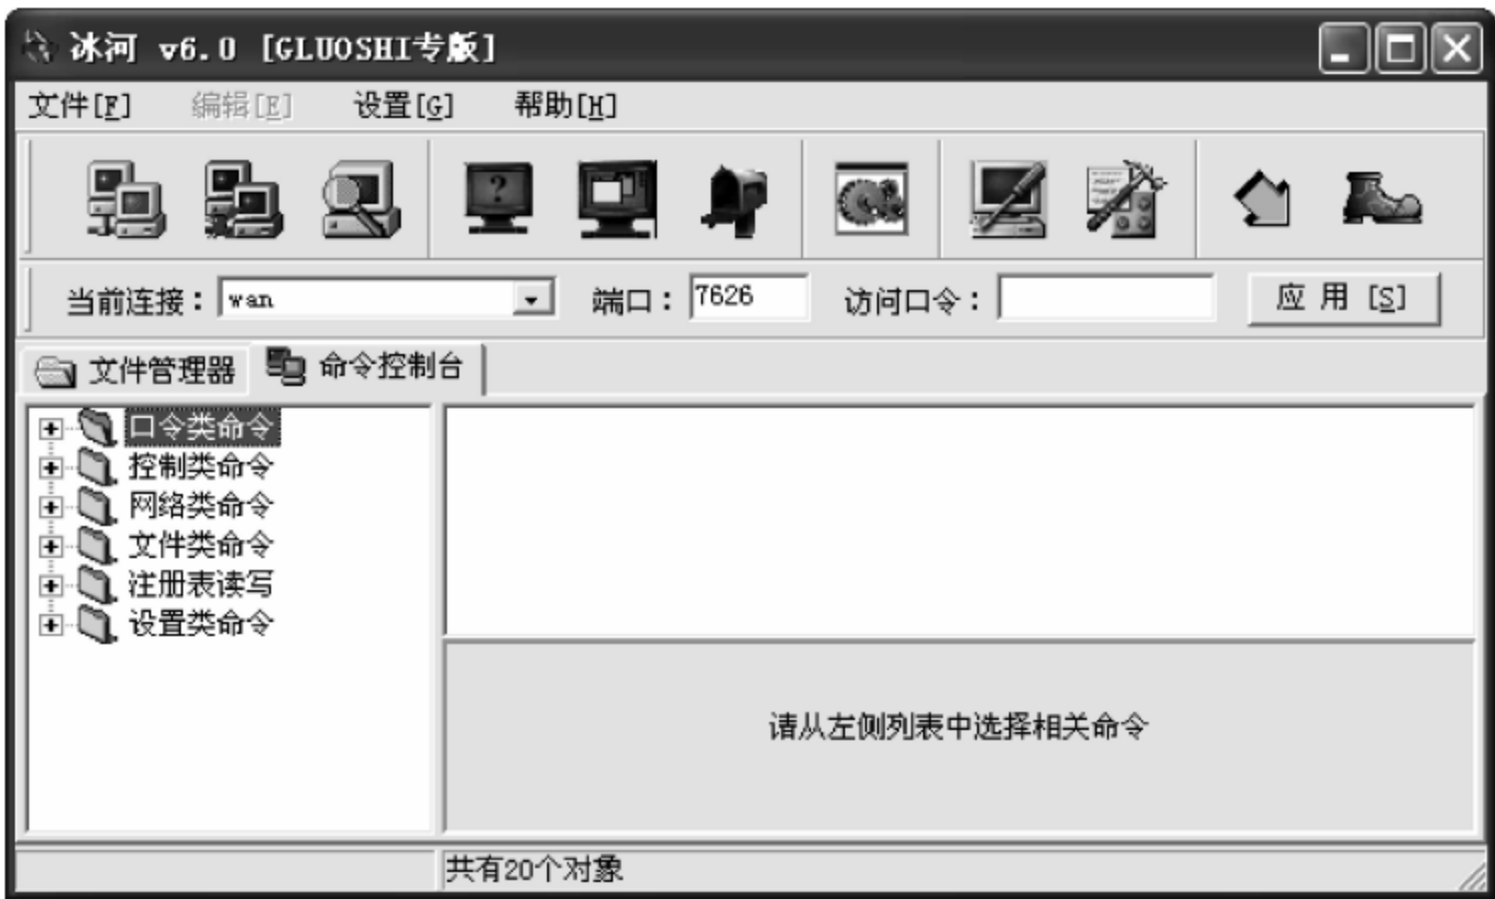 冰河 v6.0 [GLUOSHI专版]
文件[F] 编辑[E] 设置[G] 帮助[H]
?
当前连接： wan 端口： 7626 访问口令： 应 用 [S]
文件管理器 命令控制台
口令类命令
控制类命令
网络类命令
文件类命令
注册表读写
设置类命令
请从左侧列表中选择相关命令
共有20个对象